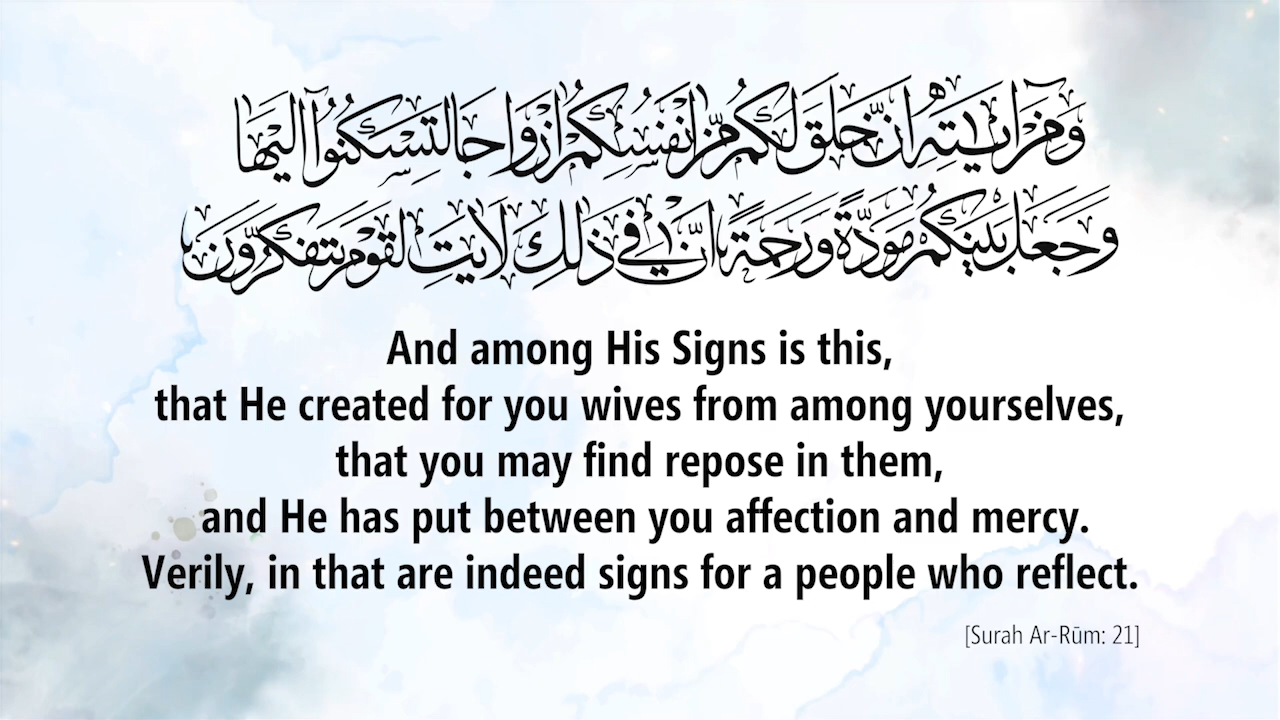 وَمِنْ اٰيٰتِهٖٓ اَنْ خَلَقَ لَكُمْ مِّنْ اَنْفُسِكُمْ اَزْوَاجًا لِّتَسْكُنُوْٓا اِلَيْهَا
وَجَعَلَ بَيْنَكُمْ مَّوَدَّةً وَّرَحْمَةً اِنَّ فِيْ ذٰلِكَ لَاٰيٰتٍ لِّقَوْمٍ يَّتَفَكَّرُوْنَ
And among His Signs is this,
that He created for you wives from among yourselves,
that you may find repose in them,
and He has put between you affection and mercy.
Verily, in that are indeed signs for a people who reflect.
[Surah Ar-Rūm: 21]